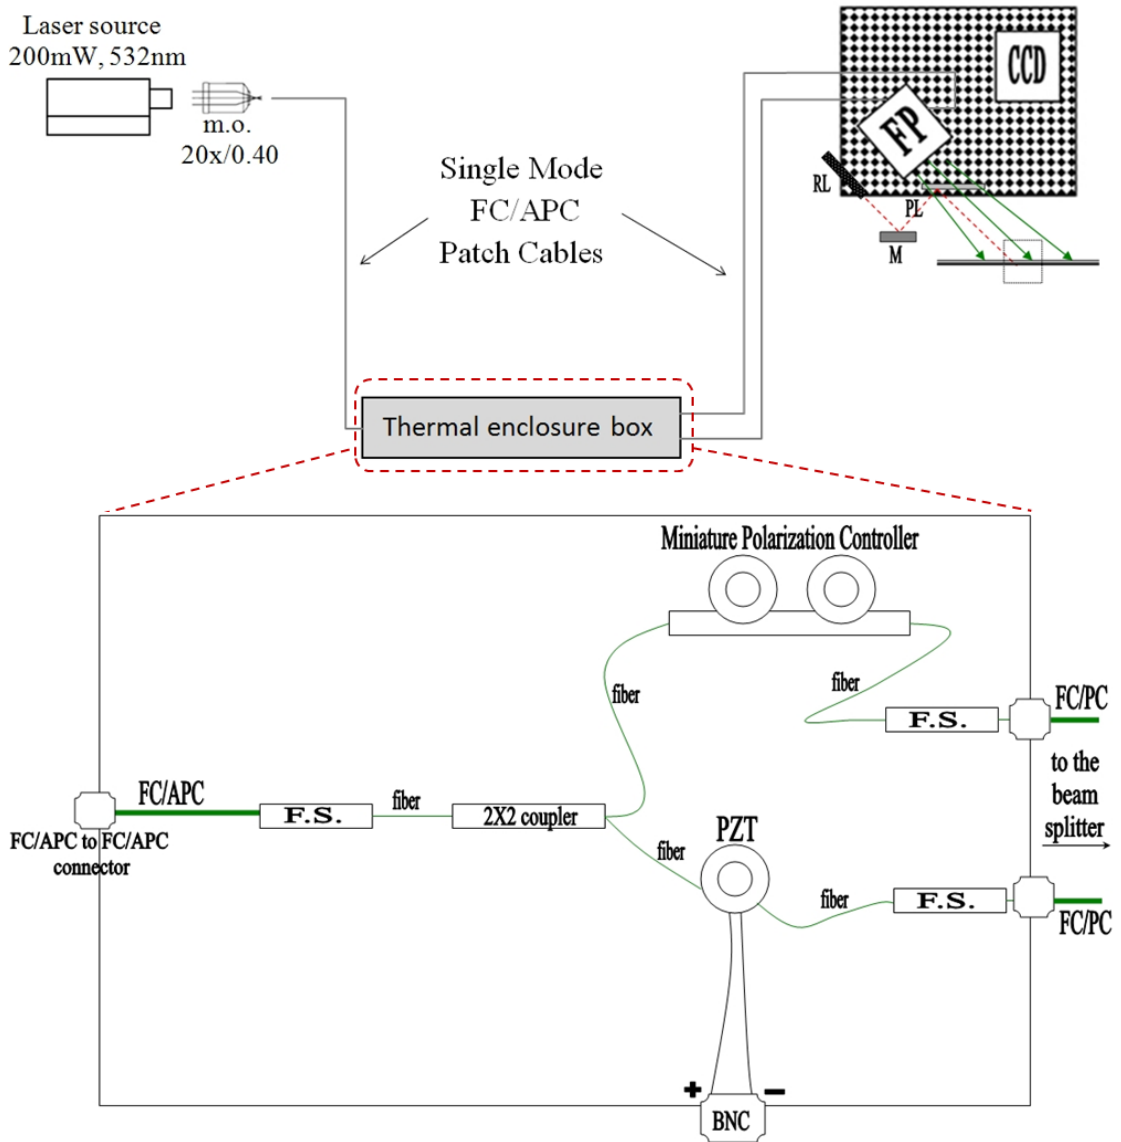 Laser source
200mW, 532nm
m.o.
20x/0.40
Single Mode
FC/APC
Patch Cables
CCD
FP
RL
PL
M
Thermal enclosure box
Miniature Polarization Controller
fiber
fiber
F.S.
FC/PC
to the
beam
splitter
FC/APC
F.S.
fiber
2X2 coupler
FC/APC to FC/APC
connector
fiber
PZT
fiber
F.S.
FC/PC
+ −
BNC